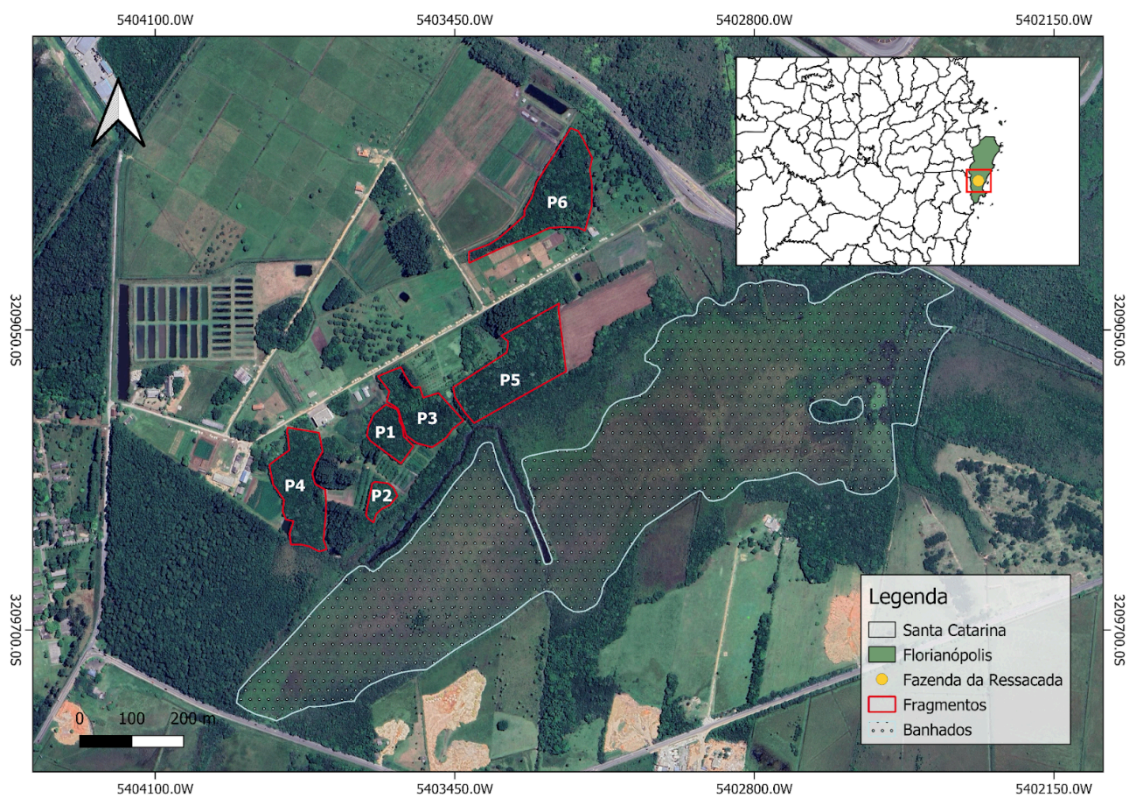 5404100.0W 5403450.0W 5402800.0W 5402150.0W
3209050.0S
3209700.0S
P6
P5
P3
P1
P4
P2
3209050.0S
3209700.0S
Legenda
Santa Catarina
Florianópolis
Fazenda da Ressacada
Fragmentos
Banhados
0 100 200 m
5404100.0W 5403450.0W 5402800.0W 5402150.0W